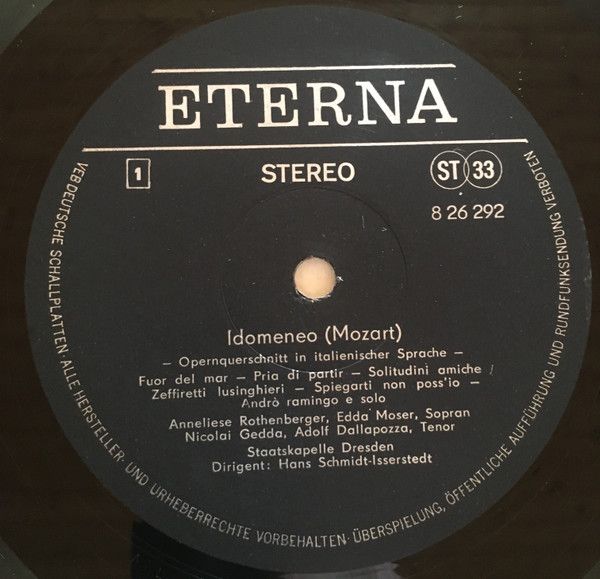 ETERNA
1
STEREO
ST 33
8 26 292
Idomeneo (Mozart)
– Opernquerschnitt in italienischer Sprache –
Fuor del mar – Pria di partir – Solitudini amiche /
Zeffiretti lusinghieri – Spiegarti non poss'io –
Andrò ramingo e solo
Anneliese Rothenberger, Edda Moser, Sopran
Nicolai Gedda, Adolf Dallapozza, Tenor
Staatskapelle Dresden
Dirigent: Hans Schmidt-Isserstedt
VEB DEUTSCHE SCHALLPLATTEN · ALLE HERSTELLER- UND URHEBERRECHTE VORBEHALTEN · ÜBERSPIELUNG, ÖFFENTLICHE AUFFÜHRUNG UND RUNDFUNKSENDUNG VERBOTEN